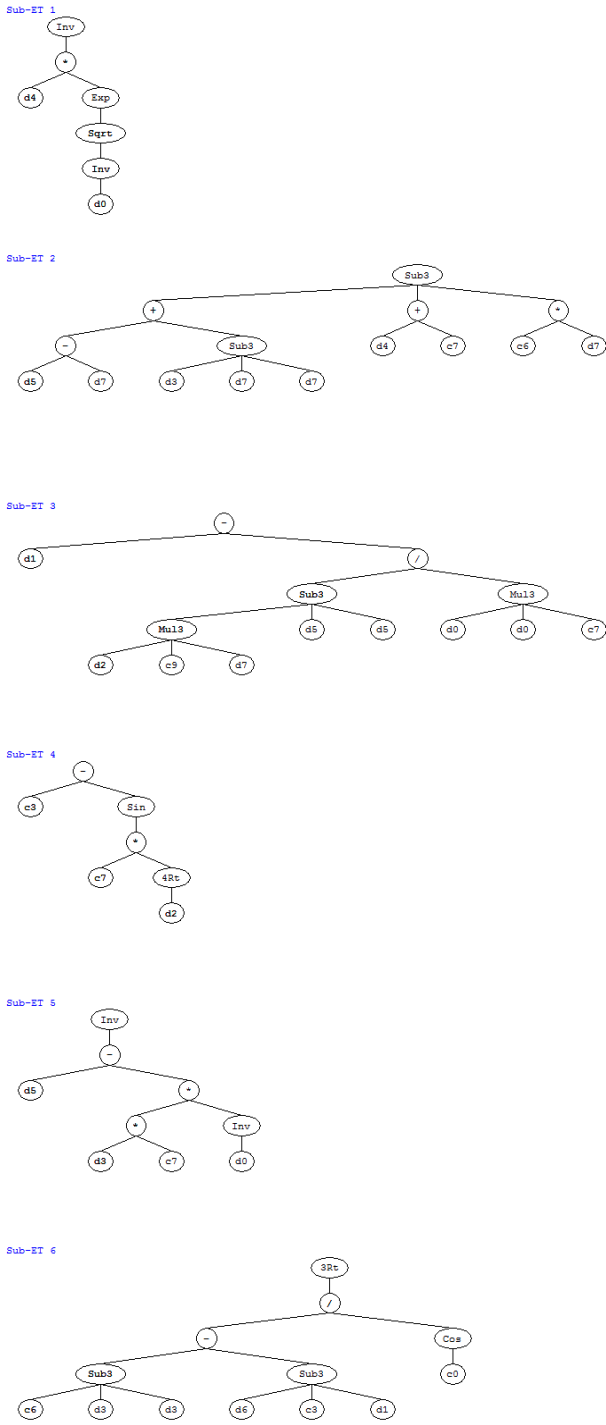 Sub-ET 1
Inv
*
d4 Exp
Sqrt
Inv
d0
Sub-ET 2
Sub3
+ + *
- Sub3 d4 c7 c6 d7
d5 d7 d3 d7 d7
Sub-ET 3
-
d1 /
Sub3 Mul3
Mul3 d5 d5 d0 d0 c7
d2 c9 d7
Sub-ET 4
-
c3 Sin
*
c7 4Rt
d2
Sub-ET 5
Inv
-
d5 *
* Inv
d3 c7 d0
Sub-ET 6
3Rt
/
- Cos
Sub3 Sub3 c0
c6 d3 d3 d6 c3 d1